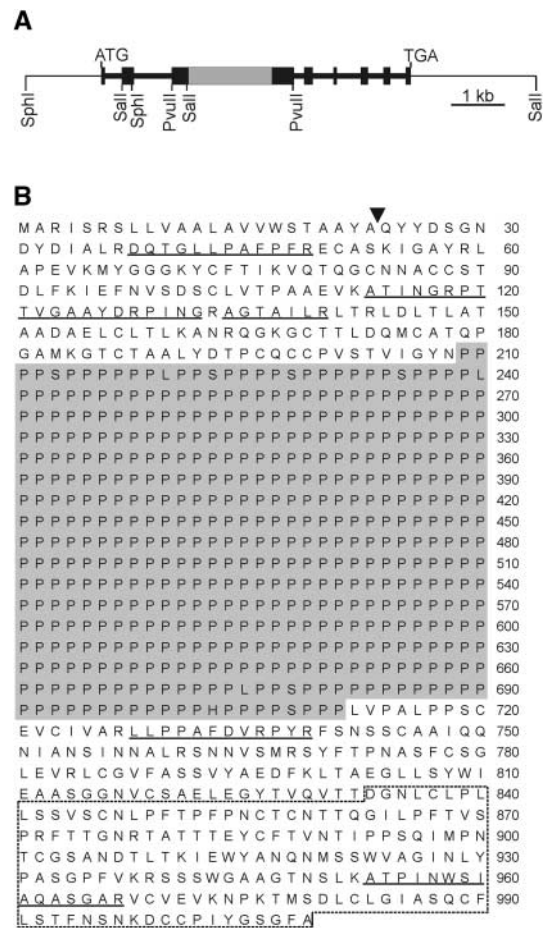 A
ATG TGA
SphI SalI SphI PvuII SalI PvuII SalI
1 kb
B
M A R I S R S L L V A A L A V V W S T A A Y A Q Y Y D S G N 30
D Y D I A L R D Q T G L L P A F P F R E C A S K I G A Y R L 60
A P E V K M Y G G G K Y C F T I K V Q T Q G C N N A C C S T 90
D L F K I E F N V S D S C L V T P A A E V K A T I N G R P T 120
T V G A A Y D R P I N G R A G T A I L R L T R L D L T L A T 150
A A D A E L C L T L K A N R Q G K G C T T L D Q M C A T Q P 180
G A M K G T C T A A L Y D T P C Q C C P V S T V I G Y N P P 210
P P S P P P P P P L P P S P P P P S P P P P P P S P P P P L 240
P P P P P P P P P P P P P P P P P P P P P P P P P P P P P P 270
P P P P P P P P P P P P P P P P P P P P P P P P P P P P P P 300
P P P P P P P P P P P P P P P P P P P P P P P P P P P P P P 330
P P P P P P P P P P P P P P P P P P P P P P P P P P P P P P 360
P P P P P P P P P P P P P P P P P P P P P P P P P P P P P P 390
P P P P P P P P P P P P P P P P P P P P P P P P P P P P P P 420
P P P P P P P P P P P P P P P P P P P P P P P P P P P P P P 450
P P P P P P P P P P P P P P P P P P P P P P P P P P P P P P 480
P P P P P P P P P P P P P P P P P P P P P P P P P P P P P P 510
P P P P P P P P P P P P P P P P P P P P P P P P P P P P P P 540
P P P P P P P P P P P P P P P P P P P P P P P P P P P P P P 570
P P P P P P P P P P P P P P P P P P P P P P P P P P P P P P 600
P P P P P P P P P P P P P P P P P P P P P P P P P P P P P P 630
P P P P P P P P P P P P P P P P P P P P P P P P P P P P P P 660
P P P P P P P P P P P P P P L P P S P P P P P P P P P P P P 690
P P P P P P P P P P P P H P P P P S P P P L V P A L P P S C 720
E V C I V A R L L P P A F D V R P Y R F S N S S C A A I Q Q 750
N I A N S I N N A L R S N N V S M R S Y F T P N A S F C S G 780
L E V R L C G V F A S S V Y A E D F K L T A E G L L S Y W I 810
E A A S G G N V C S A E L E G Y T V Q V T T D G N L C L P L 840
L S S V S C N L P F T P F P N C T C N T T Q G I L P F T V S 870
P R F T T G N R T A T T T E Y C F T V N T I P P S Q I M P N 900
T C G S A N D T L T K I E W Y A N Q N M S S W V A G I N L Y 930
P A S G P F V K R S S S W G A A G T N S L K A T P I N W S I 960
A Q A S G A R V C V E V K N P K T M S D L C L G I A S Q C F 990
L S T F N S N K D C C P I Y G S G F A